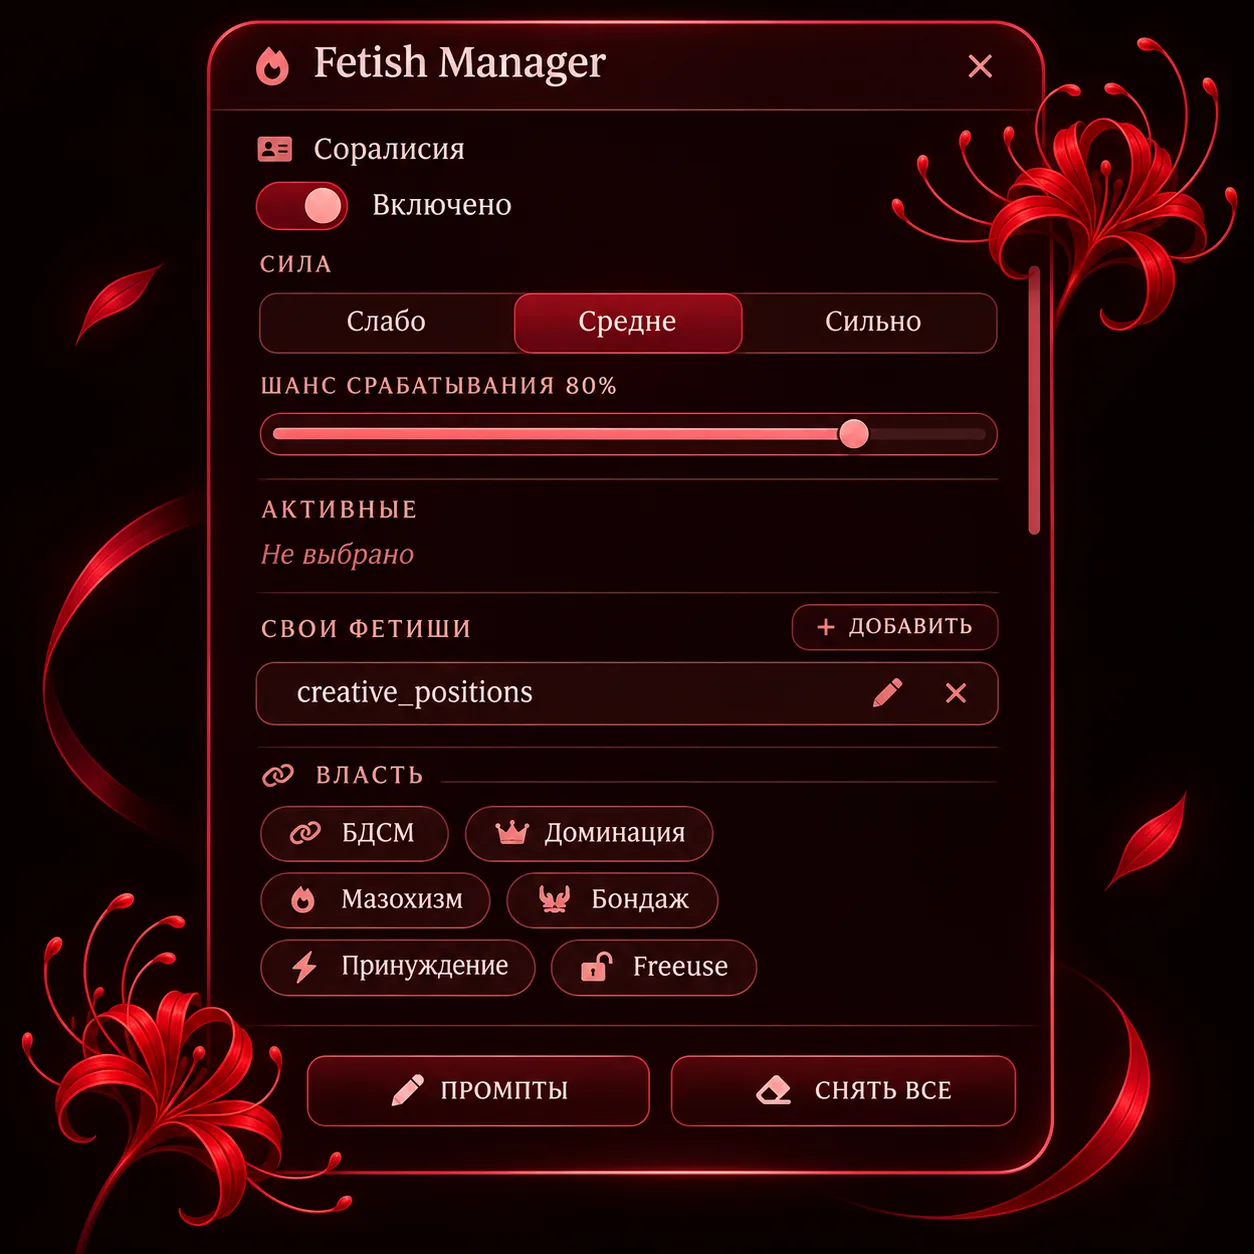 Fetish Manager
Соралисия
Включено
СИЛА
Слабо Средне Сильно
ШАНС СРАБАТЫВАНИЯ 80%
АКТИВНЫЕ
Не выбрано
СВОИ ФЕТИШИ + ДОБАВИТЬ
creative_positions
ВЛАСТЬ
БДСМ Доминация
Мазохизм Бондаж
Принуждение Freeuse
ПРОМПТЫ СНЯТЬ ВСЕ